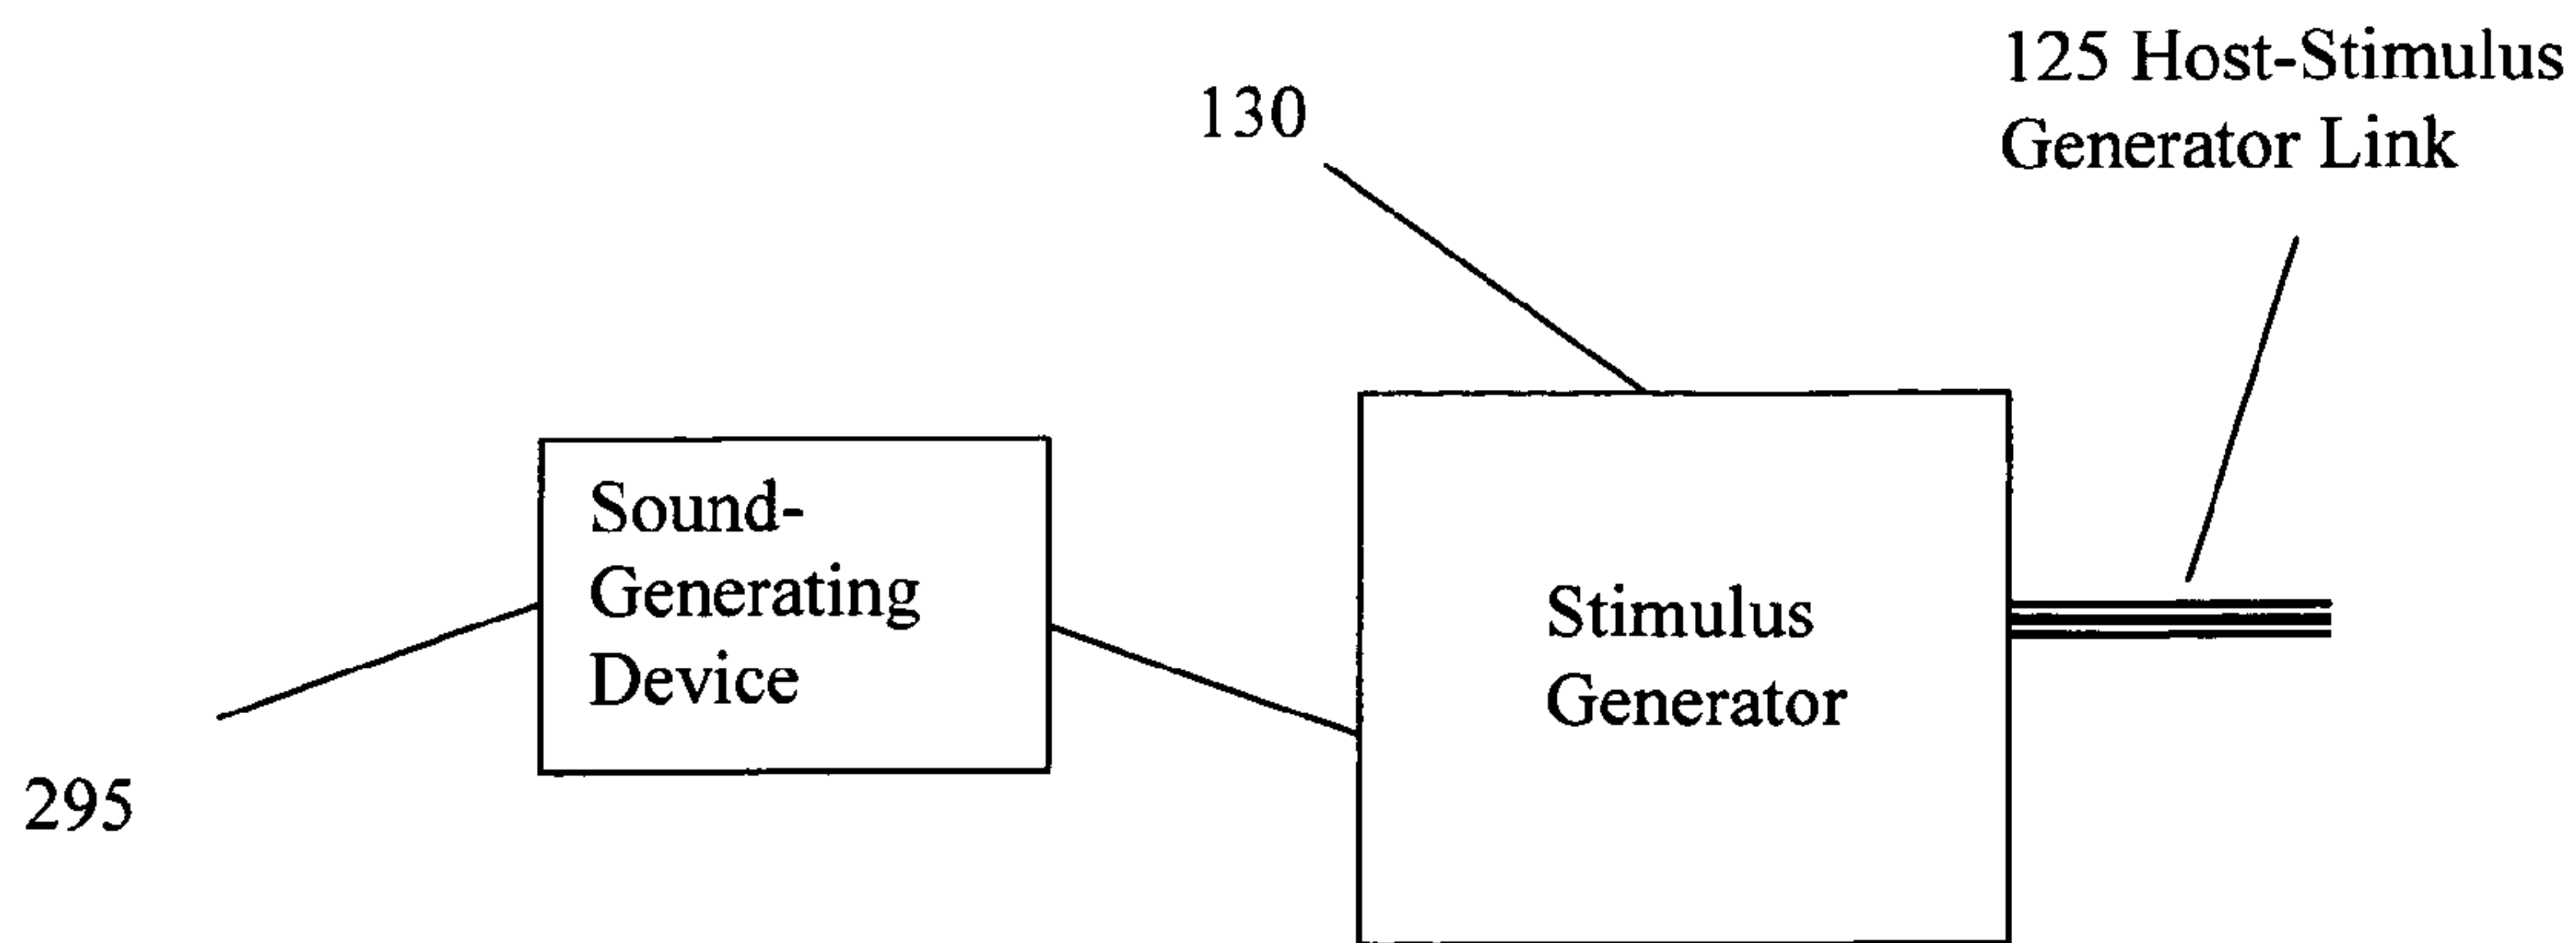 125 Host-Stimulus
Generator Link
130
Sound-
Generating
Device
Stimulus
Generator
295